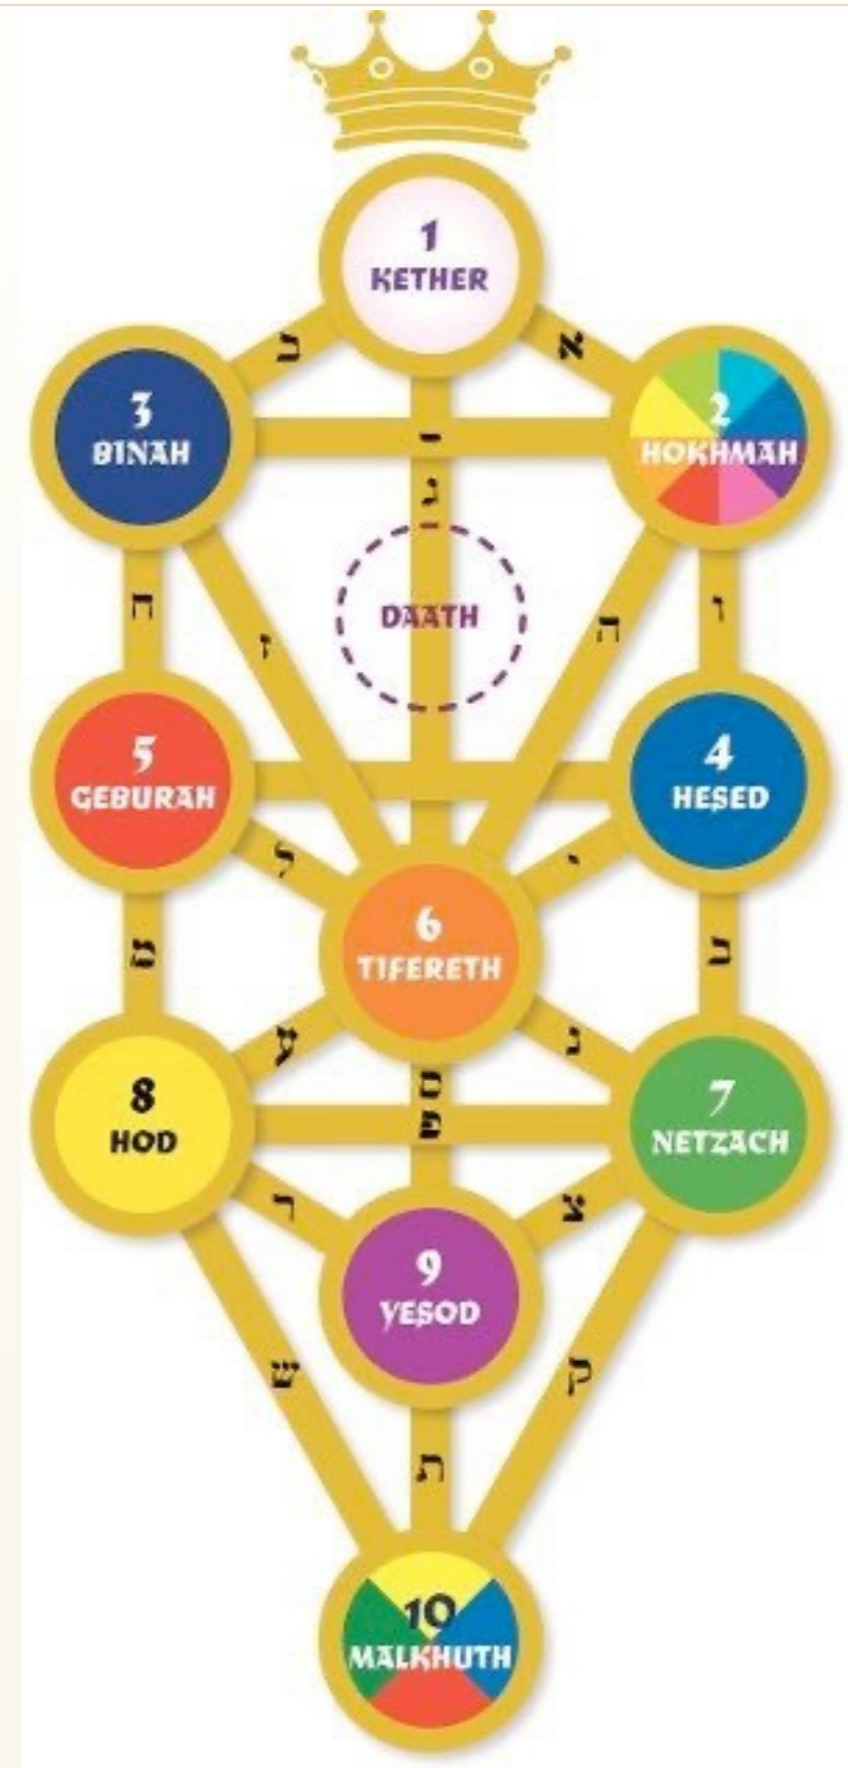 1
KETHER
א
3
BINAH
2
HOKHMAH
ג
DAATH
ח
ז
ה
ו
5
GEBURAH
4
HESED
ל
י
6
TIFERETH
ע
נ
ס
פ
8
HOD
7
NETZACH
ר
צ
9
YESOD
ש
ק
ת
10
MALKHUTH